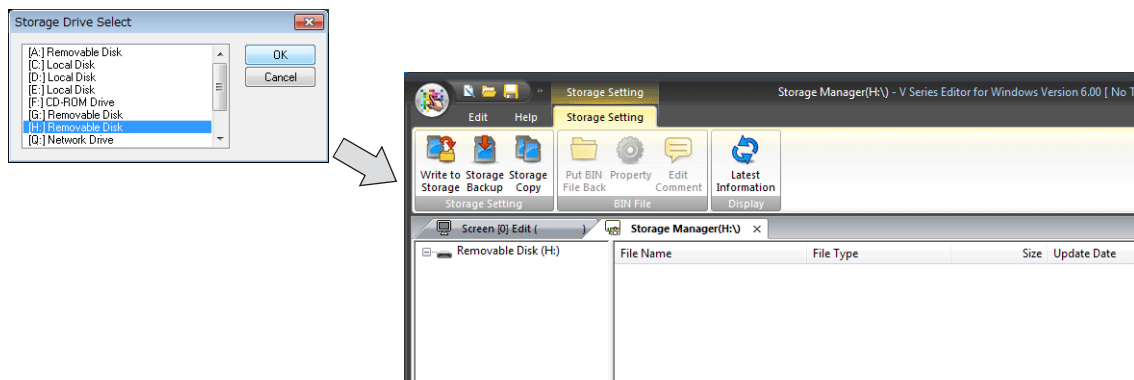 Storage Drive Select
[A:] Removable Disk
[C:] Local Disk
[D:] Local Disk
[E:] Local Disk
[F:] CD-ROM Drive
[G:] Removable Disk
[H:] Removable Disk
[Q:] Network Drive
OK
Cancel
Storage Setting
Storage Manager(H:\) - V Series Editor for Windows Version 6.00 [ No T
Edit Help Storage Setting
Write to Storage
Storage Backup
Storage Copy
Put BIN File Back
Property
Edit Comment
Latest Information
Storage Setting
BIN File
Display
Screen [0] Edit ( )
Storage Manager(H:\)
Removable Disk (H:)
File Name File Type Size Update Date